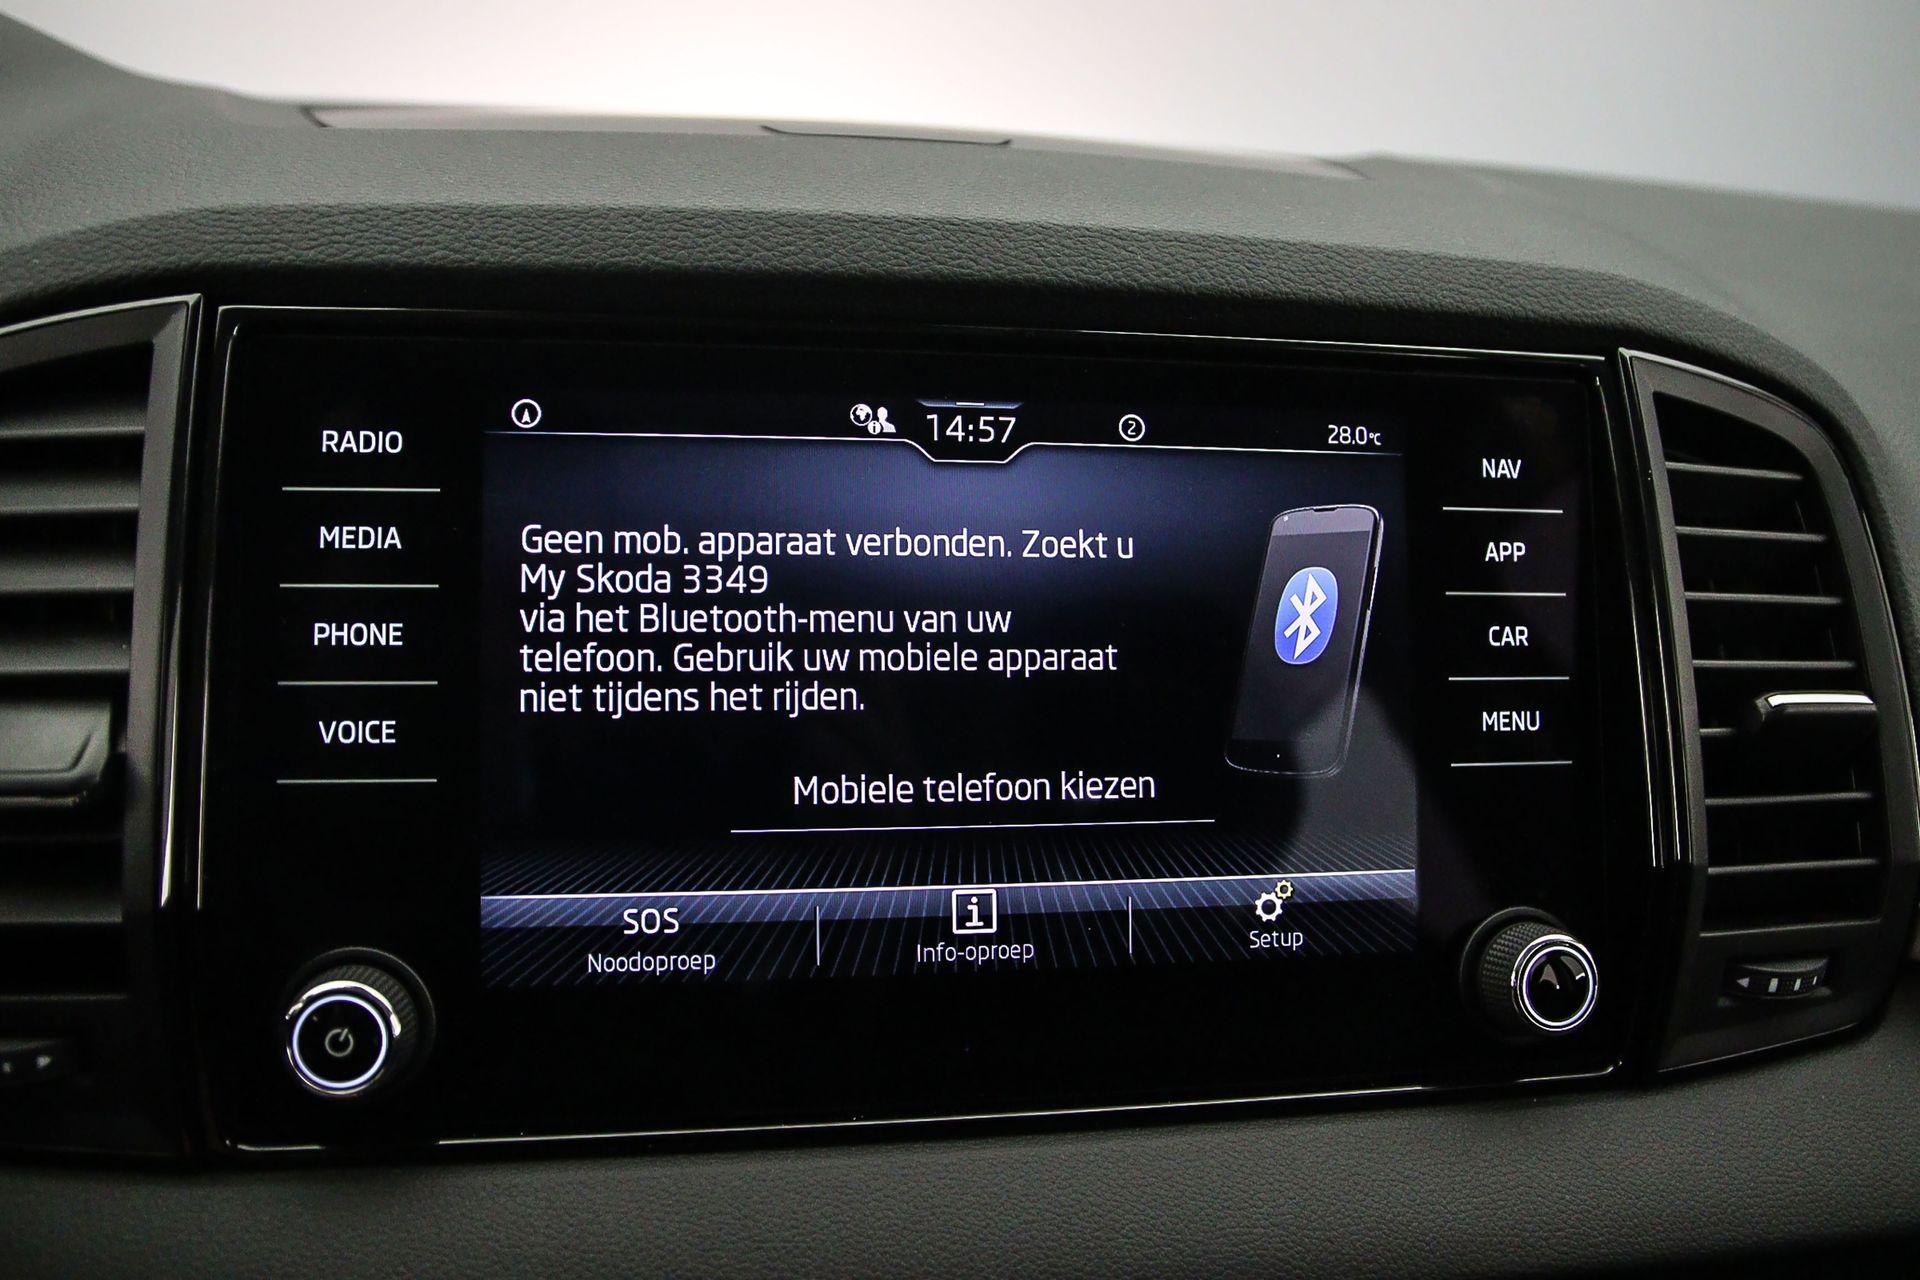 RADIO
MEDIA
PHONE
VOICE
14:57
2
28.0°C
Geen mob. apparaat verbonden. Zoekt u
My Skoda 3349
via het Bluetooth-menu van uw
telefoon. Gebruik uw mobiele apparaat
niet tijdens het rijden.
Mobiele telefoon kiezen
SOS
Noodoproep
i
Info-oproep
Setup
NAV
APP
CAR
MENU